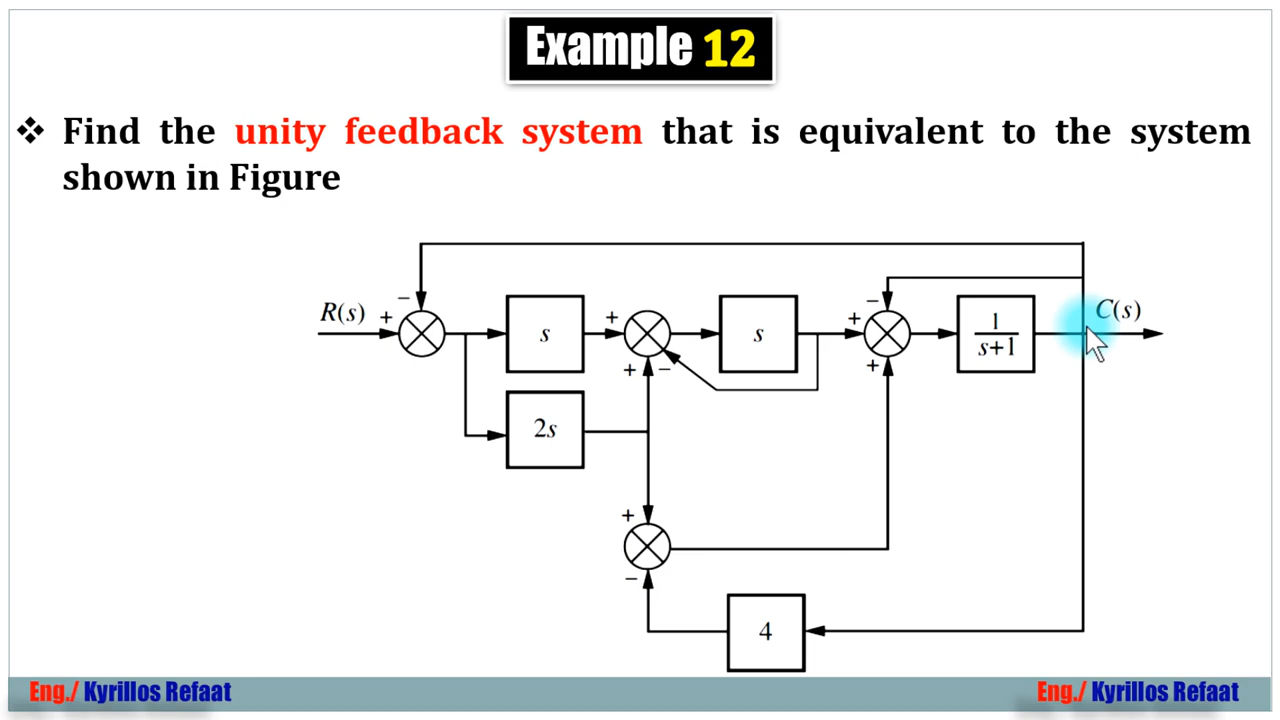 Example 12
❖ Find the unity feedback system that is equivalent to the system
shown in Figure
R(s) + − s + + − s + − + 1/(s+1) C(s)
2s
+
−
4
Eng./ Kyrillos Refaat Eng./ Kyrillos Refaat